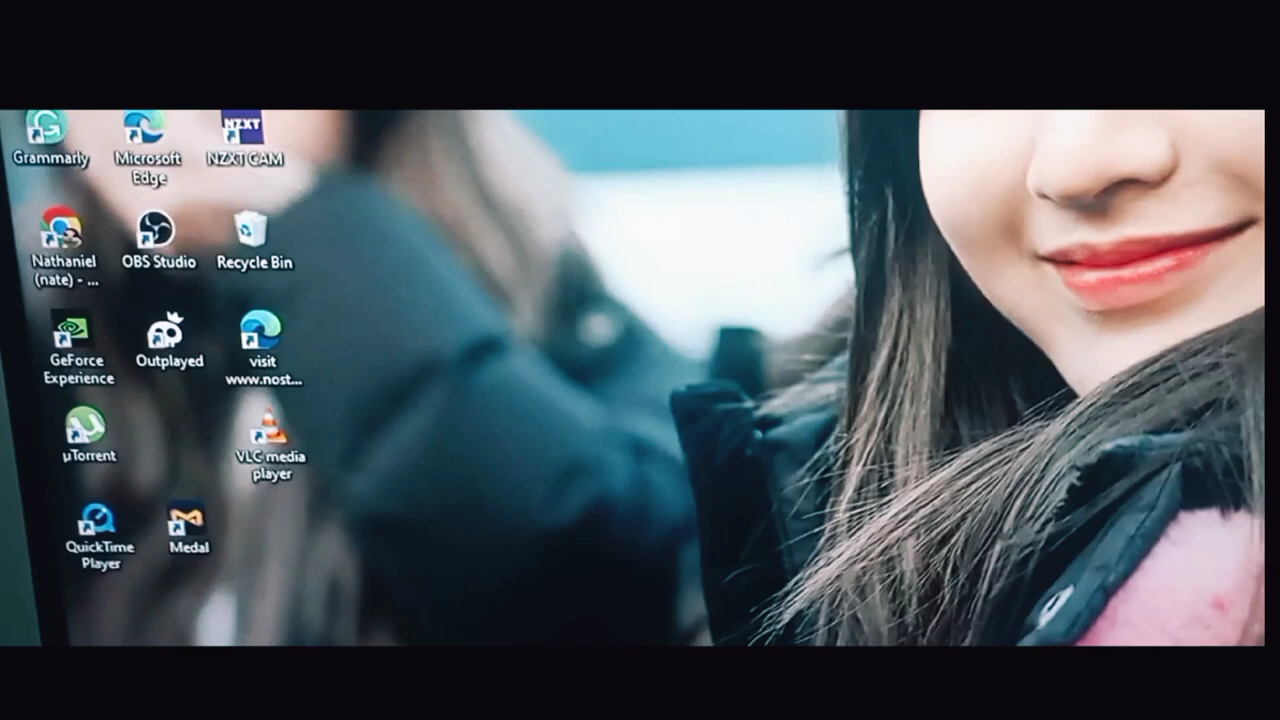 Grammarly
Microsoft
Edge
NZXT
NZXT CAM
Nathaniel
(nate) - ...
OBS Studio
Recycle Bin
GeForce
Experience
Outplayed
visit
www.nost...
µTorrent
VLC media
player
QuickTime
Player
Medal